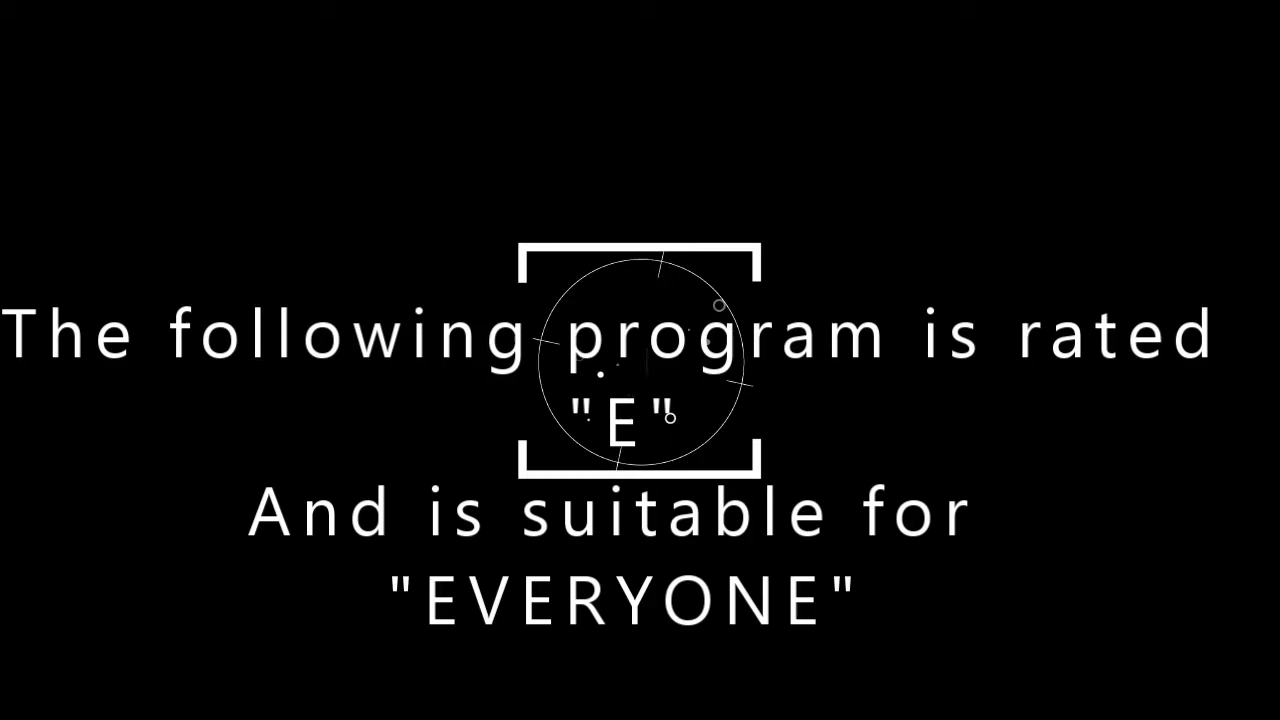 The following program is rated
"E"
And is suitable for
"EVERYONE"